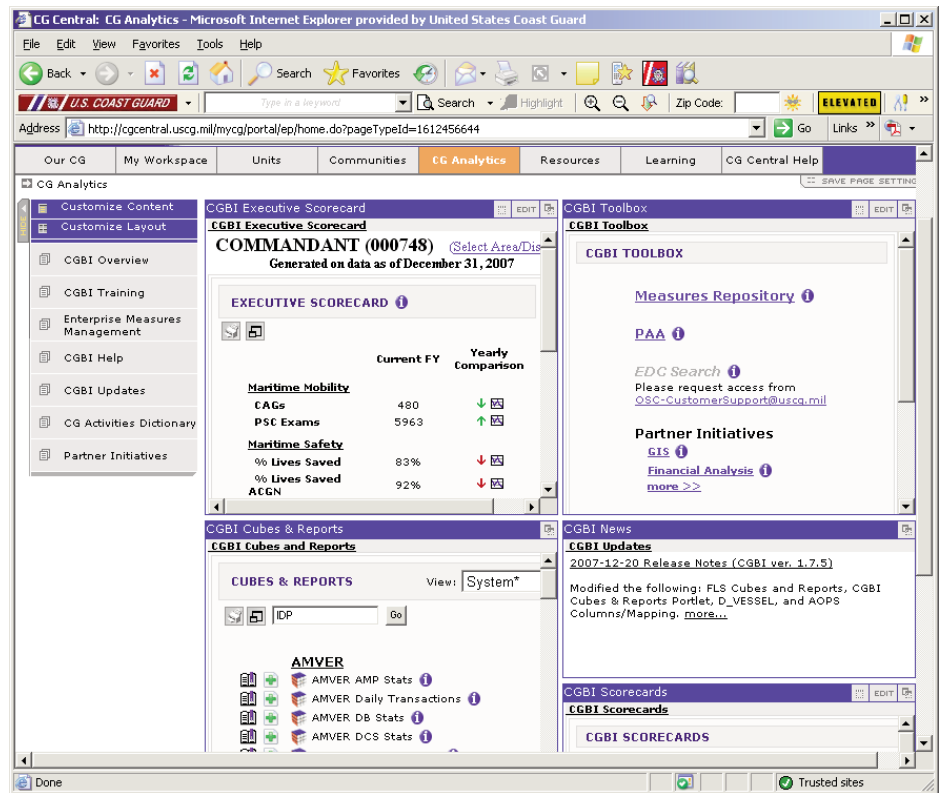 CG Central: CG Analytics - Microsoft Internet Explorer provided by United States Coast Guard
File Edit View Favorites Tools Help
Back Search Favorites
U.S. COAST GUARD Type in a keyword Search Highlight Zip Code: ELEVATED
Address http://cgcentral.uscg.mil/mycg/portal/ep/home.do?pageTypeId=1612456644 Go Links
Our CG My Workspace Units Communities CG Analytics Resources Learning CG Central Help
CG Analytics SAVE PAGE SETTING
HIDE
Customize Content
Customize Layout
CGBI Overview
CGBI Training
Enterprise Measures
Management
CGBI Help
CGBI Updates
CG Activities Dictionary
Partner Initiatives
CGBI Executive Scorecard EDIT
CGBI Executive Scorecard
COMMANDANT (000748) (Select Area/Dis
Generated on data as of December 31, 2007
EXECUTIVE SCORECARD
Current FY Yearly
Comparison
Maritime Mobility
CAGs 480
PSC Exams 5963
Maritime Safety
% Lives Saved 83%
% Lives Saved
ACGN 92%
CGBI Toolbox EDIT
CGBI Toolbox
CGBI TOOLBOX
Measures Repository
PAA
EDC Search
Please request access from
OSC-CustomerSupport@uscg.mil
Partner Initiatives
GIS
Financial Analysis
more >>
CGBI Cubes & Reports
CGBI Cubes and Reports
CUBES & REPORTS View: System*
IDP Go
AMVER
AMVER AMP Stats
AMVER Daily Transactions
AMVER DB Stats
AMVER DCS Stats
CGBI News
CGBI Updates
2007-12-20 Release Notes (CGBI ver. 1.7.5)
Modified the following: FLS Cubes and Reports, CGBI
Cubes & Reports Portlet, D_VESSEL, and AOPS
Columns/Mapping. more...
CGBI Scorecards EDIT
CGBI Scorecards
CGBI SCORECARDS
Done Trusted sites